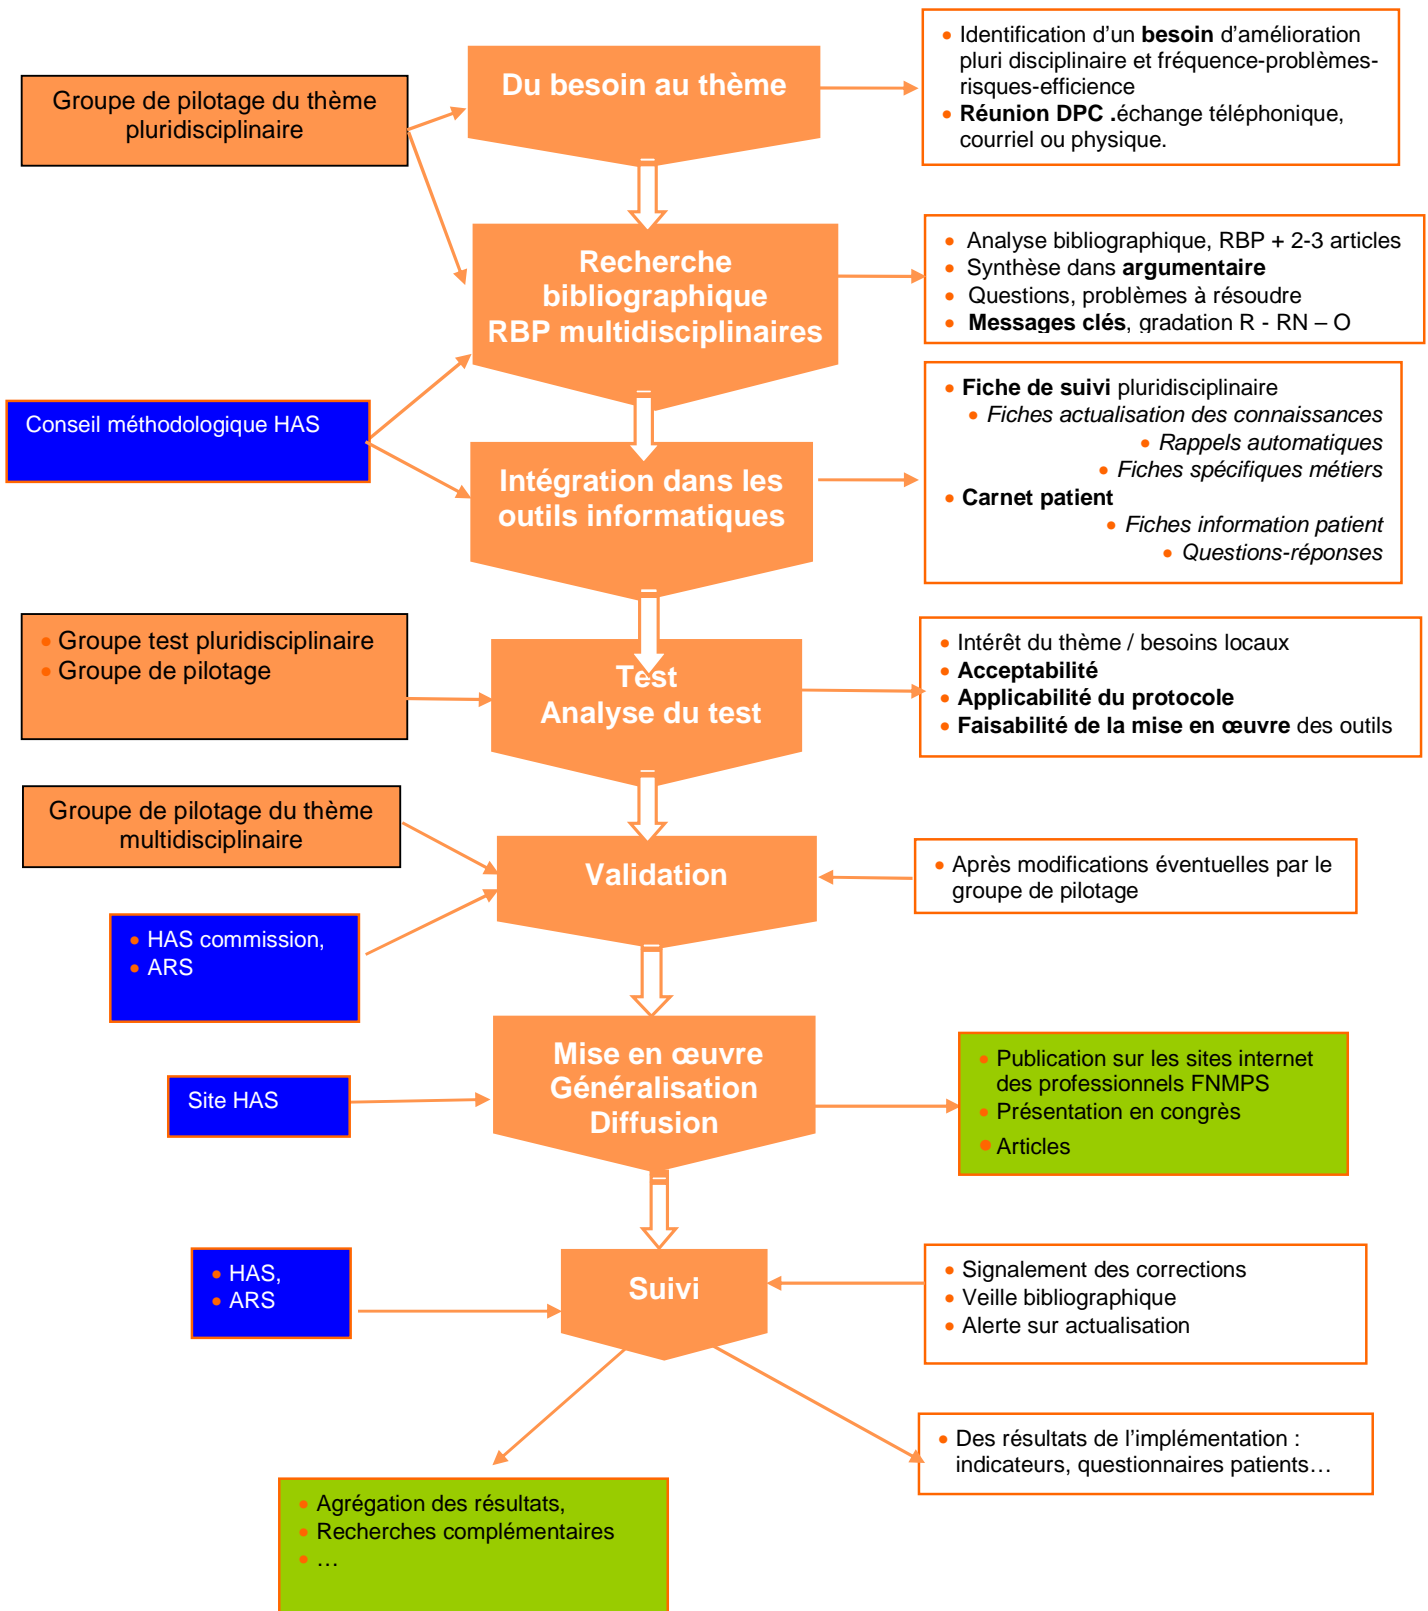 Du besoin au thème
• Identification d’un besoin d’amélioration
pluri disciplinaire et fréquence-problèmes-
risques-efficience
• Réunion DPC .échange téléphonique,
courriel ou physique.
Groupe de pilotage du thème
pluridisciplinaire
Recherche
bibliographique
RBP multidisciplinaires
• Analyse bibliographique, RBP + 2-3 articles
• Synthèse dans argumentaire
• Questions, problèmes à résoudre
• Messages clés, gradation R - RN – O
Conseil méthodologique HAS
Intégration dans les
outils informatiques
• Fiche de suivi pluridisciplinaire
• Fiches actualisation des connaissances
• Rappels automatiques
• Fiches spécifiques métiers
• Carnet patient
• Fiches information patient
• Questions-réponses
• Groupe test pluridisciplinaire
• Groupe de pilotage
Test
Analyse du test
• Intérêt du thème / besoins locaux
• Acceptabilité
• Applicabilité du protocole
• Faisabilité de la mise en œuvre des outils
Groupe de pilotage du thème
multidisciplinaire
Validation
• Après modifications éventuelles par le
groupe de pilotage
• HAS commission,
• ARS
Mise en œuvre
Généralisation
Diffusion
Site HAS
• Publication sur les sites internet
des professionnels FNMPS
• Présentation en congrès
• Articles
• HAS,
• ARS
Suivi
• Signalement des corrections
• Veille bibliographique
• Alerte sur actualisation
• Des résultats de l’implémentation :
indicateurs, questionnaires patients…
• Agrégation des résultats,
• Recherches complémentaires
• …